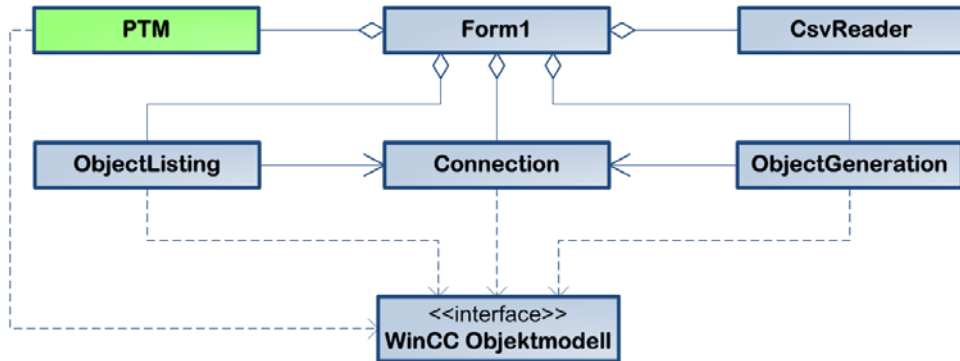 PTM
Form1
CsvReader
ObjectListing
Connection
ObjectGeneration
<<interface>>
WinCC Objektmodell